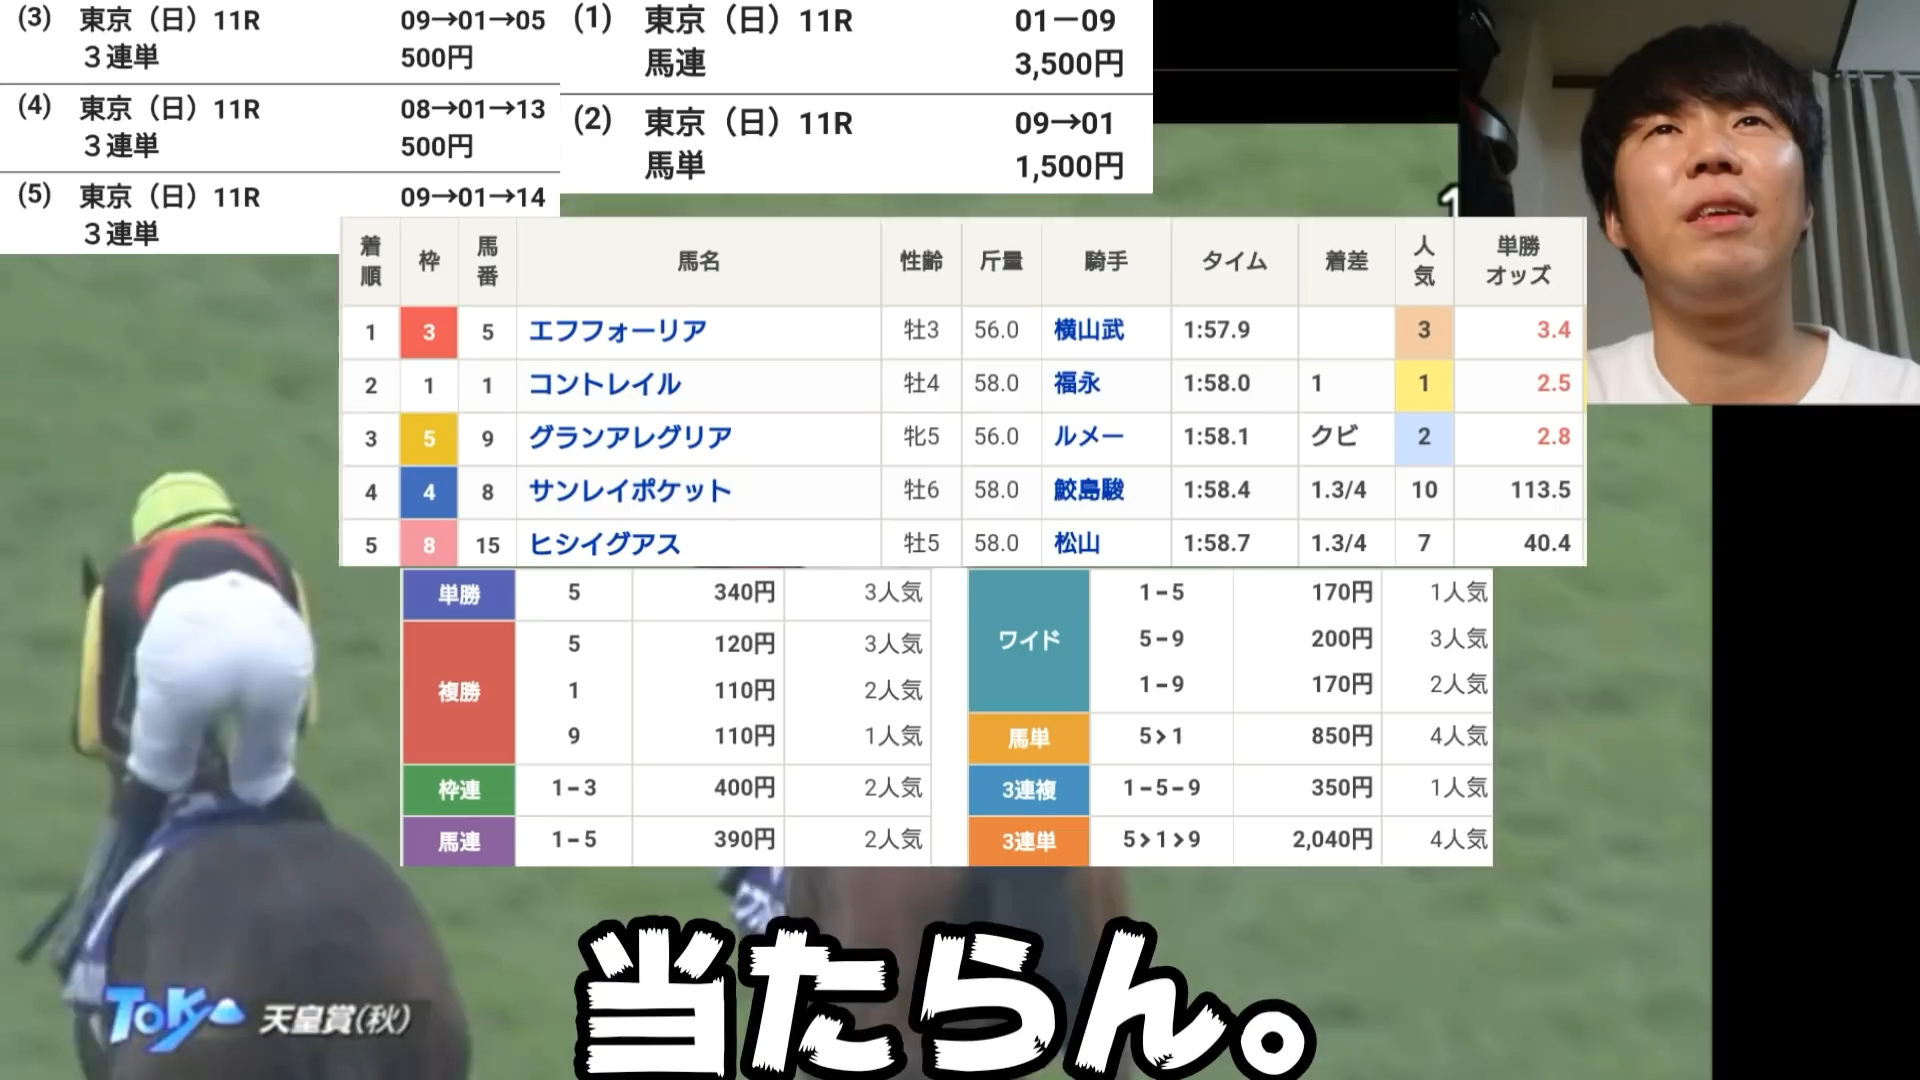 (3) 東京（日）11R 09→01→05
３連単 500円
(4) 東京（日）11R 08→01→13
３連単 500円
(5) 東京（日）11R 09→01→14
３連単
(1) 東京（日）11R 01－09
馬連 3,500円
(2) 東京（日）11R 09→01
馬単 1,500円
着順 枠 馬番 馬名 性齢 斤量 騎手 タイム 着差 人気 単勝オッズ
1 3 5 エフフォーリア 牡3 56.0 横山武 1:57.9 3 3.4
2 1 1 コントレイル 牡4 58.0 福永 1:58.0 1 1 2.5
3 5 9 グランアレグリア 牝5 56.0 ルメー 1:58.1 クビ 2 2.8
4 4 8 サンレイポケット 牡6 58.0 鮫島駿 1:58.4 1.3/4 10 113.5
5 8 15 ヒシイグアス 牡5 58.0 松山 1:58.7 1.3/4 7 40.4
単勝 5 340円 3人気
複勝 5 120円 3人気
1 110円 2人気
9 110円 1人気
枠連 1-3 400円 2人気
馬連 1-5 390円 2人気
ワイド 1-5 170円 1人気
5-9 200円 3人気
1-9 170円 2人気
馬単 5>1 850円 4人気
3連複 1-5-9 350円 1人気
3連単 5>1>9 2,040円 4人気
天皇賞(秋)
当たらん。